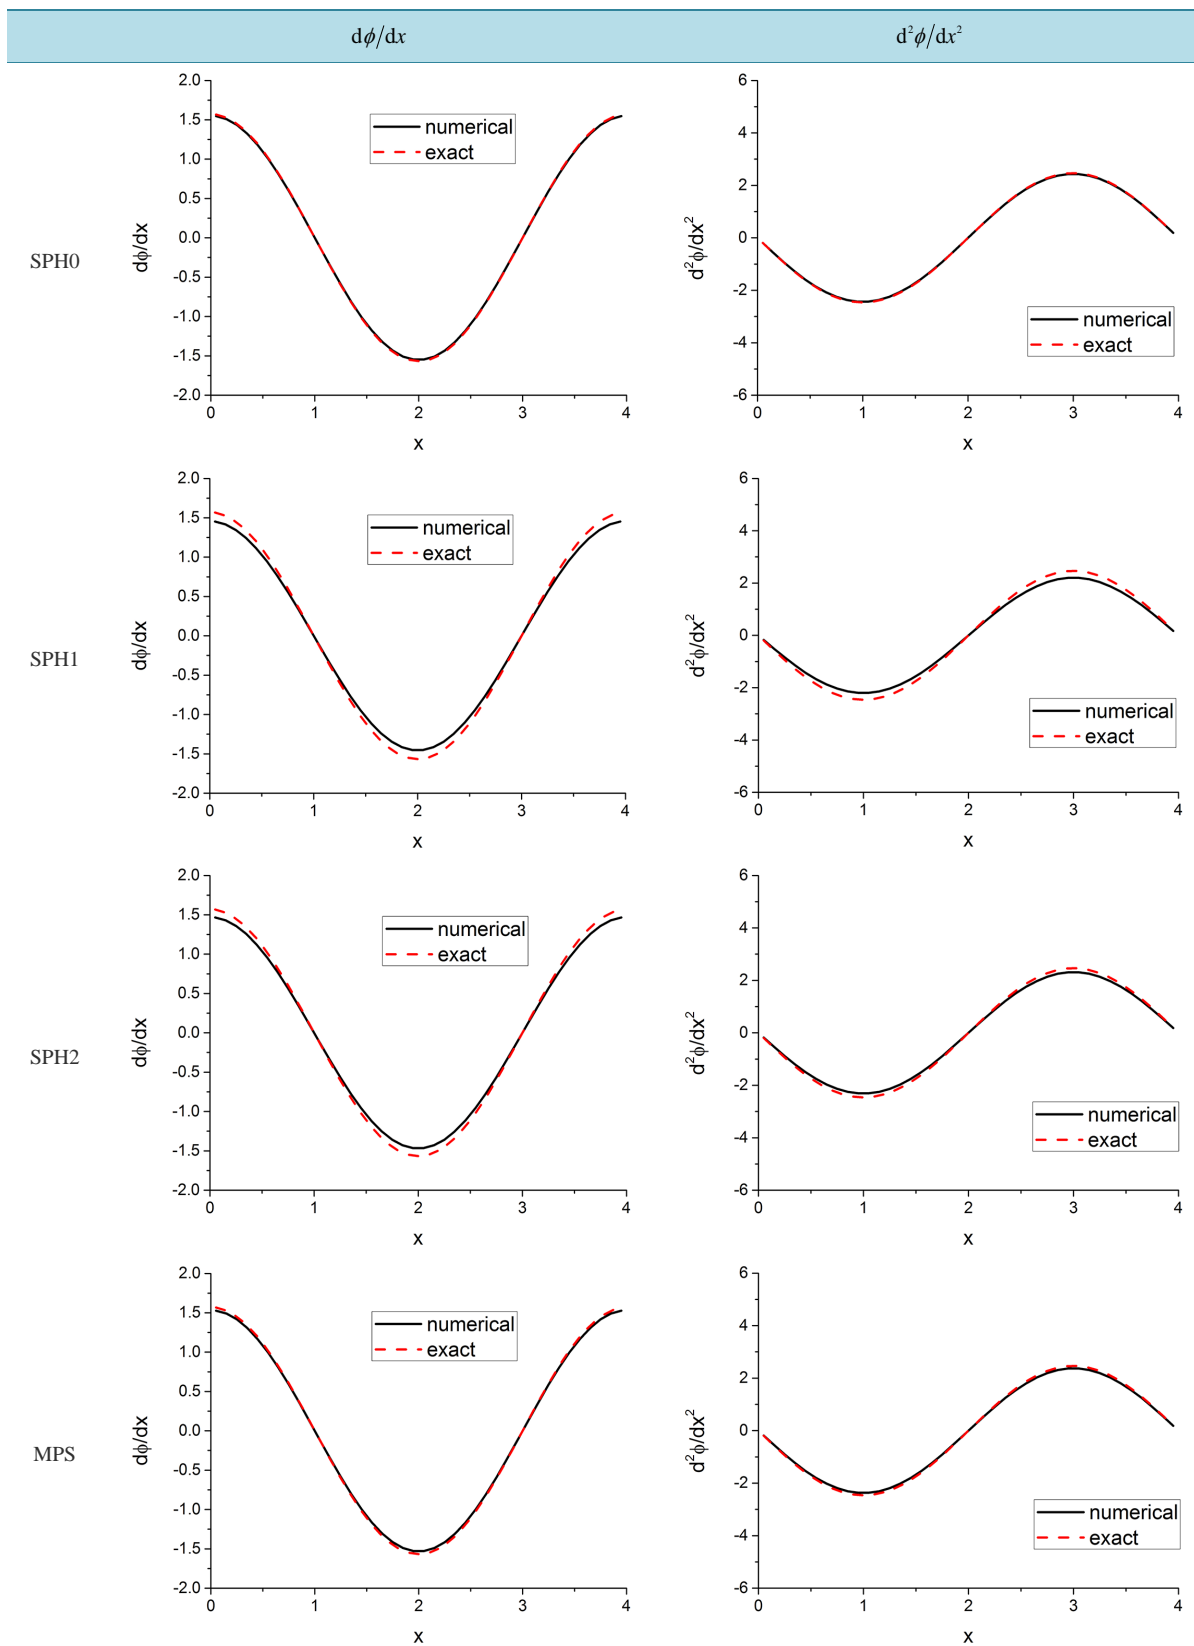 dϕ/dx d²ϕ/dx²
SPH0
2.0
1.5
1.0
0.5
0.0
-0.5
-1.0
-1.5
-2.0
dϕ/dx
numerical
exact
0 1 2 3 4
x
6
4
2
0
-2
-4
-6
d²ϕ/dx²
numerical
exact
0 1 2 3 4
x
SPH1
2.0
1.5
1.0
0.5
0.0
-0.5
-1.0
-1.5
-2.0
dϕ/dx
numerical
exact
0 1 2 3 4
x
6
4
2
0
-2
-4
-6
d²ϕ/dx²
numerical
exact
0 1 2 3 4
x
SPH2
2.0
1.5
1.0
0.5
0.0
-0.5
-1.0
-1.5
-2.0
dϕ/dx
numerical
exact
0 1 2 3 4
x
6
4
2
0
-2
-4
-6
d²ϕ/dx²
numerical
exact
0 1 2 3 4
x
MPS
2.0
1.5
1.0
0.5
0.0
-0.5
-1.0
-1.5
-2.0
dϕ/dx
numerical
exact
0 1 2 3 4
x
6
4
2
0
-2
-4
-6
d²ϕ/dx²
numerical
exact
0 1 2 3 4
x